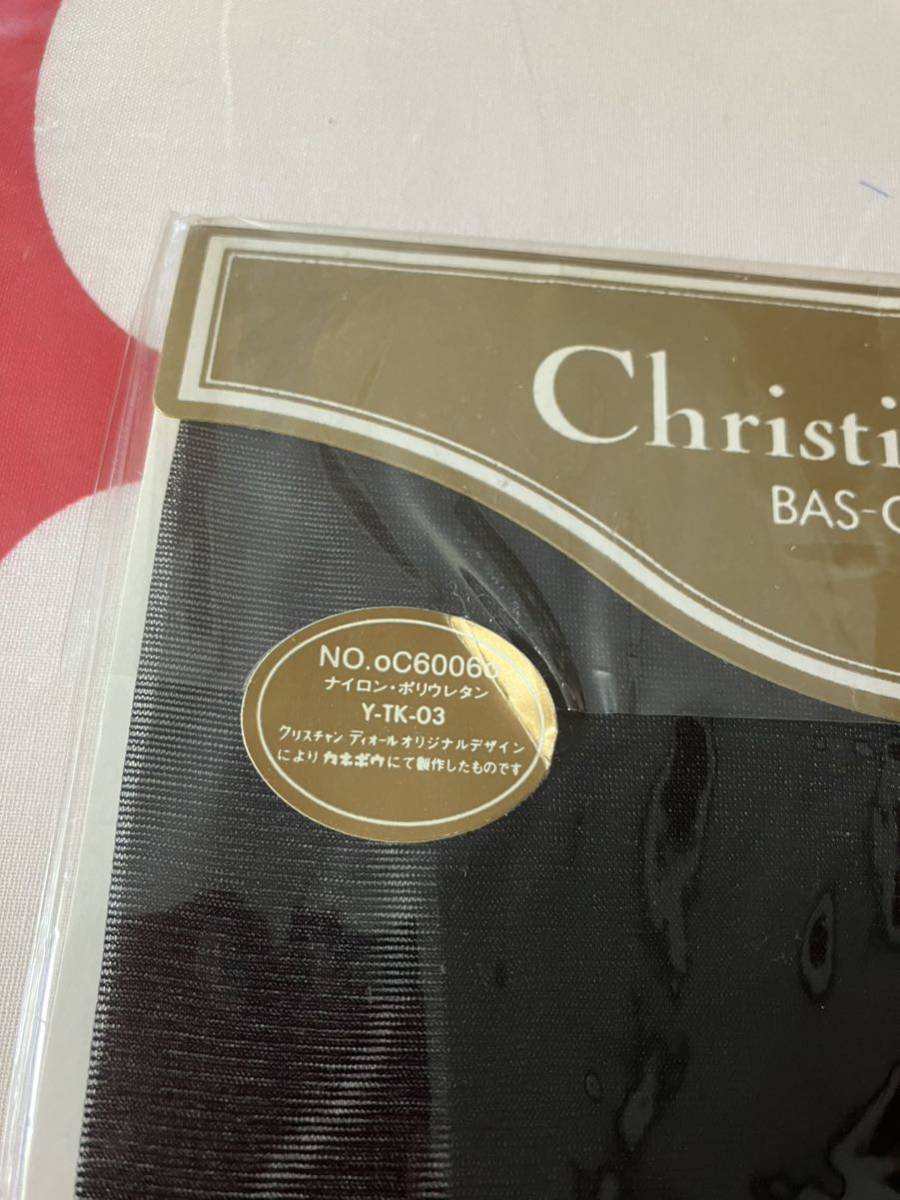 Christi
BAS-C
NO.oC6006o
ナイロン・ポリウレタン
Y-TK-03
クリスチャン ディオール オリジナルデザイン
により カネボウにて製作したものです